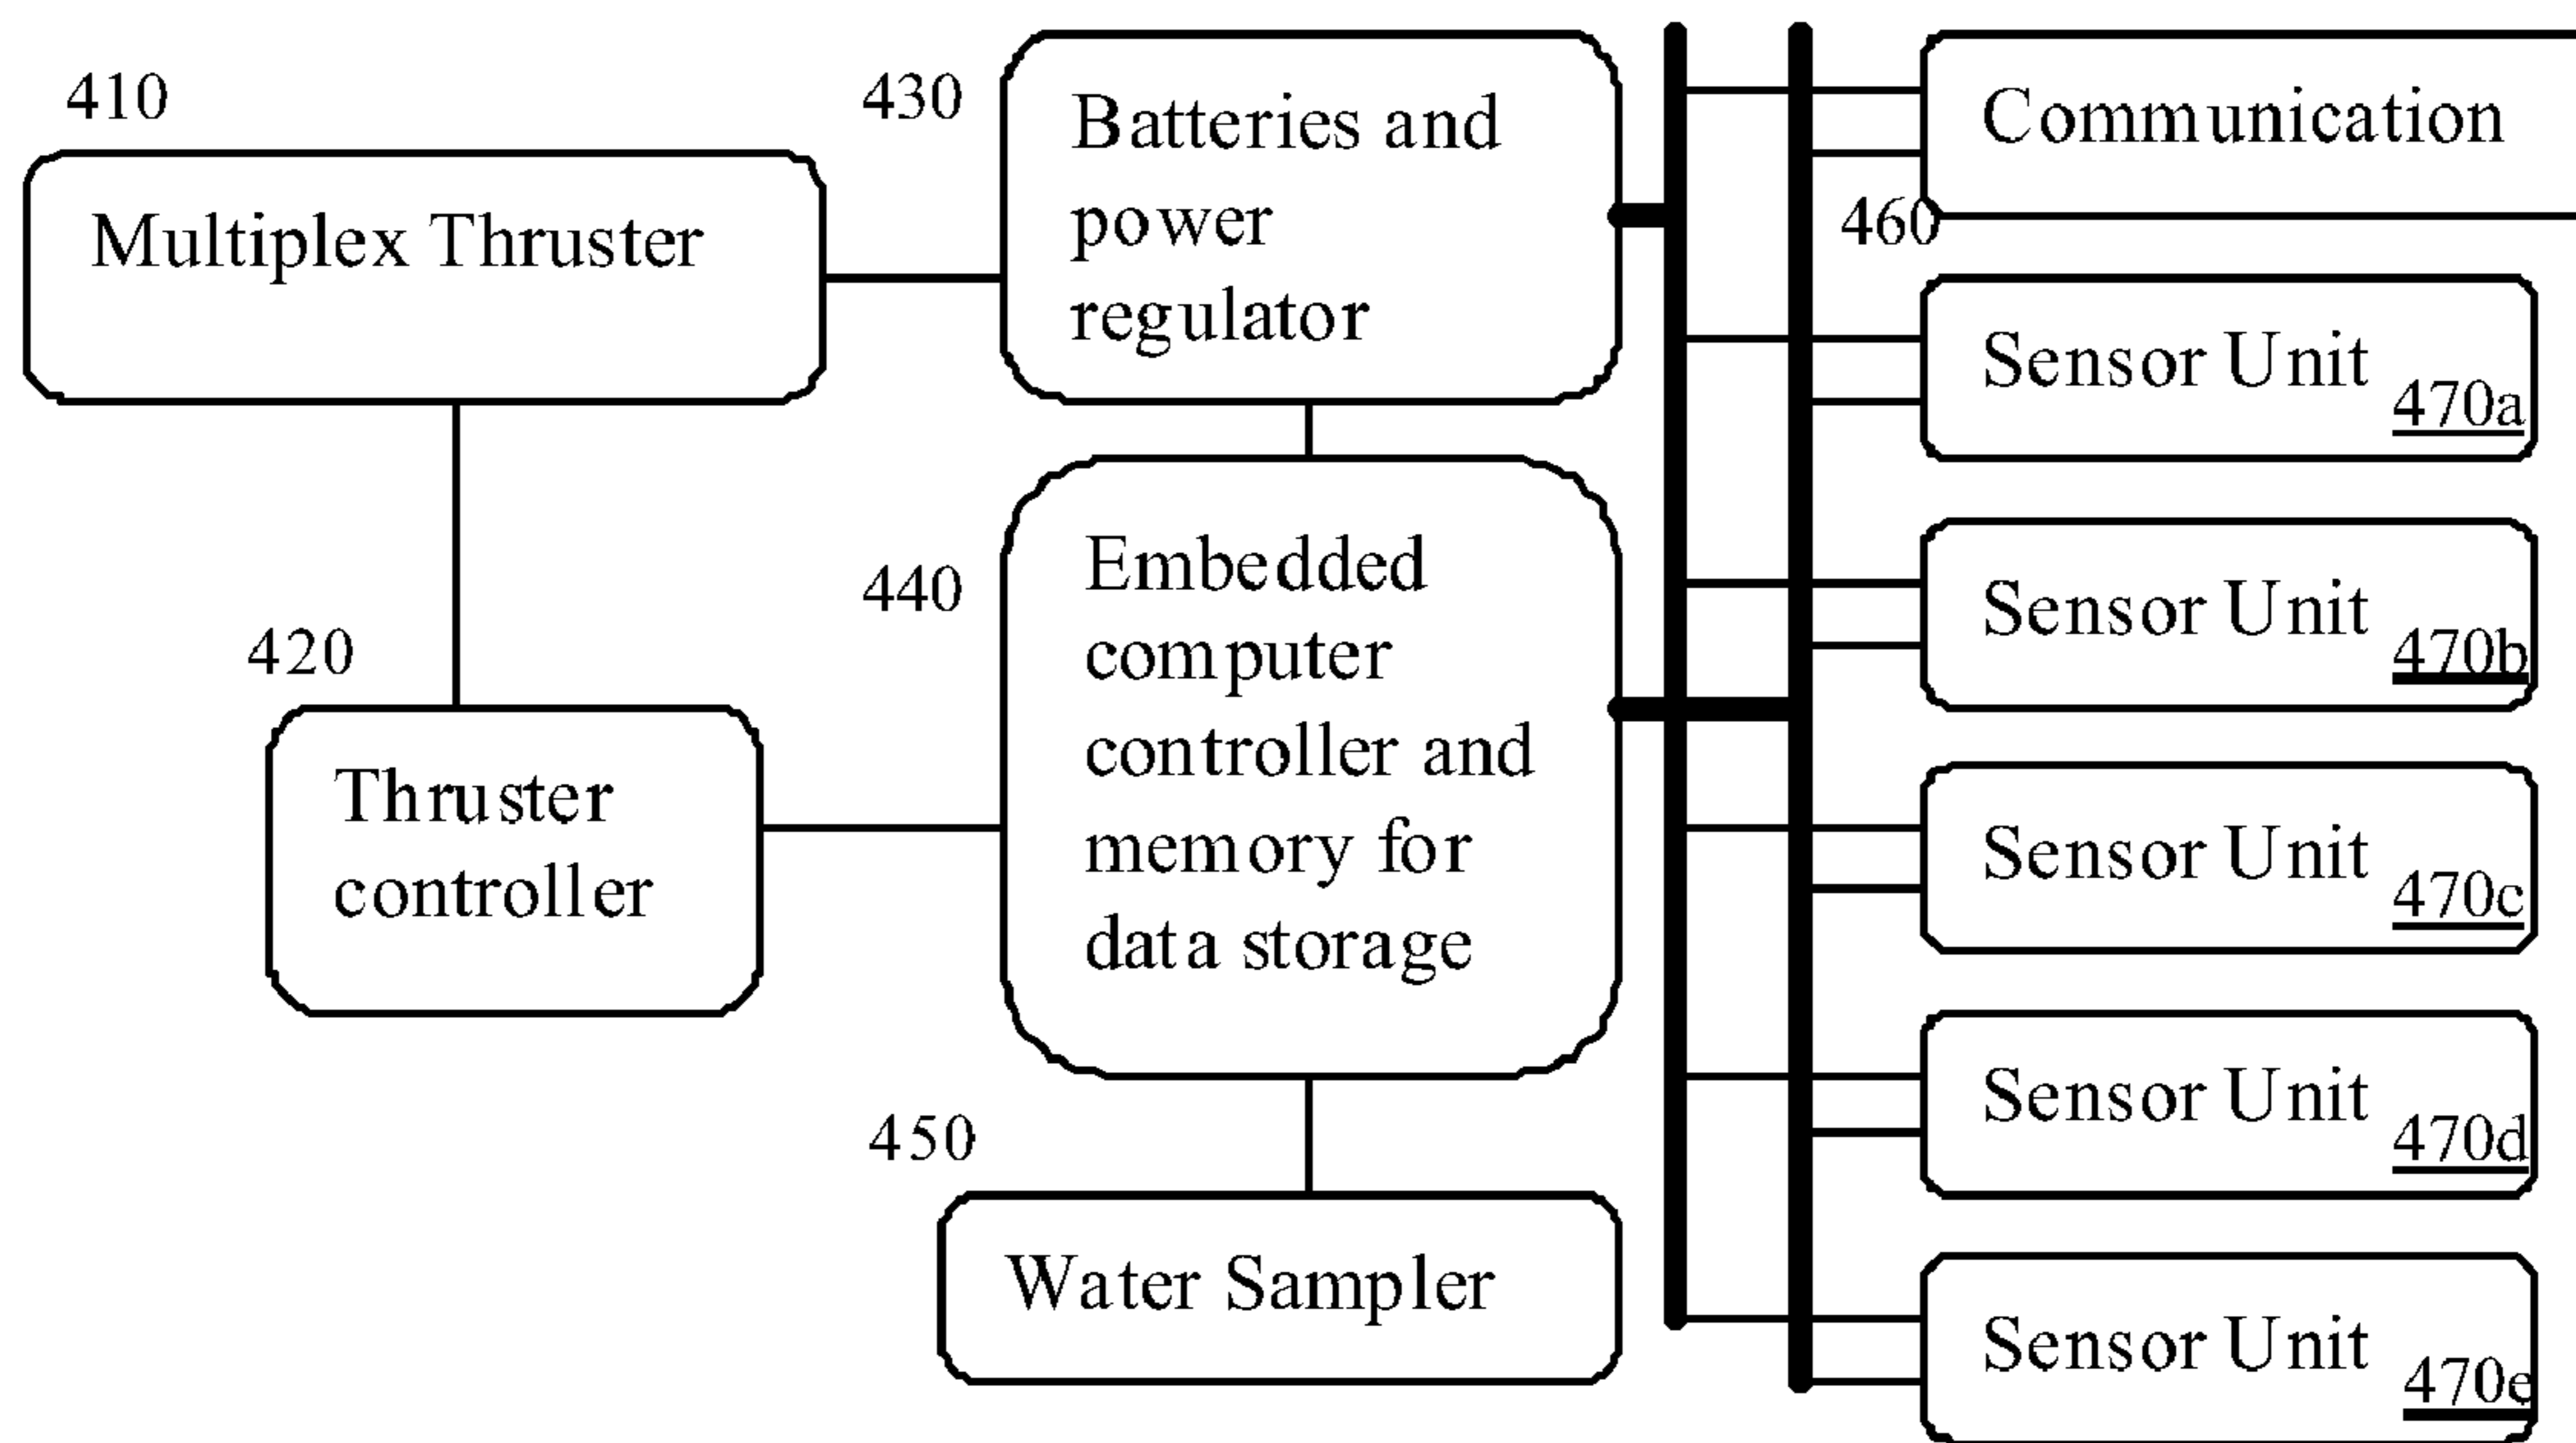 410
Multiplex Thruster
420
Thruster
controller
430
Batteries and
power
regulator
440
Embedded
computer
controller and
memory for
data storage
450
Water Sampler
Communication
460
Sensor Unit
470a
Sensor Unit
470b
Sensor Unit
470c
Sensor Unit
470d
Sensor Unit
470e